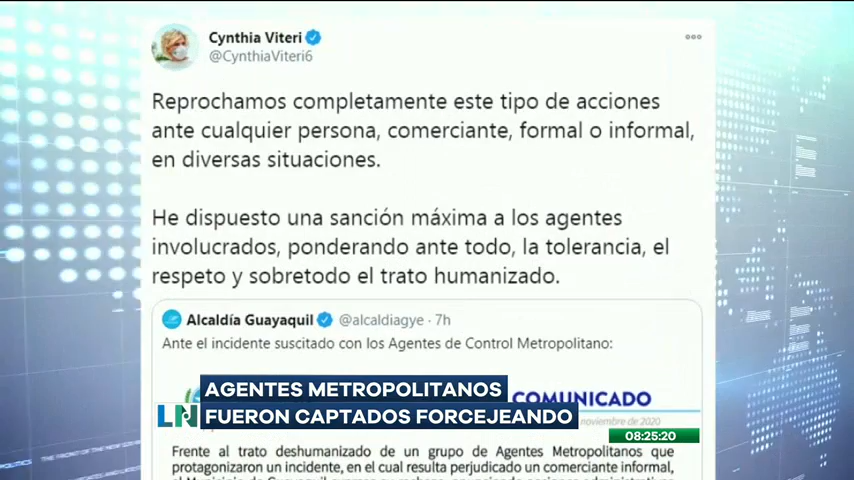 Cynthia Viteri
@CynthiaViteri6
Reprochamos completamente este tipo de acciones
ante cualquier persona, comerciante, formal o informal,
en diversas situaciones.
He dispuesto una sanción máxima a los agentes
involucrados, ponderando ante todo, la tolerancia, el
respeto y sobretodo el trato humanizado.
Alcaldía Guayaquil @alcaldiagye · 7h
Ante el incidente suscitado con los Agentes de Control Metropolitano:
COMUNICADO
noviembre de 2020
AGENTES METROPOLITANOS
LN FUERON CAPTADOS FORCEJEANDO
08:25:20
Frente al trato deshumanizado de un grupo de Agentes Metropolitanos que
protagonizaron un incidente, en el cual resulta perjudicado un comerciante informal,